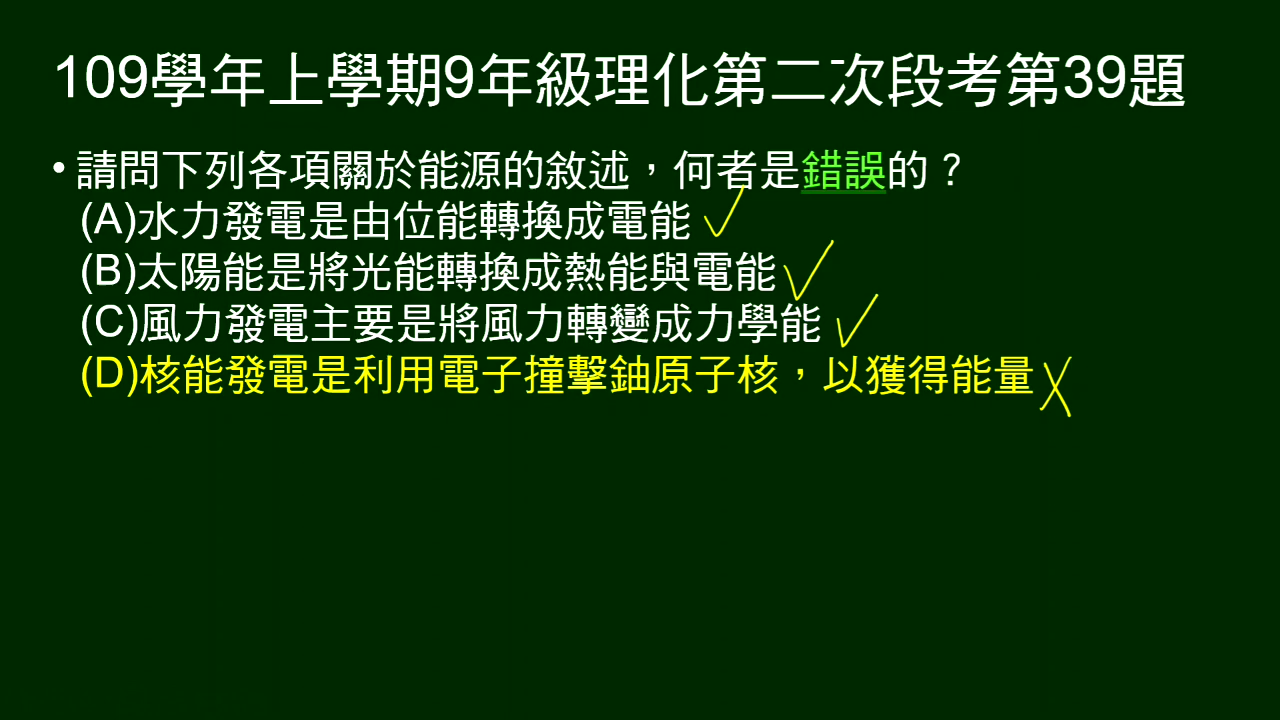 109學年上學期9年級理化第二次段考第39題
•請問下列各項關於能源的敘述，何者是錯誤的？
(A)水力發電是由位能轉換成電能
(B)太陽能是將光能轉換成熱能與電能
(C)風力發電主要是將風力轉變成力學能
(D)核能發電是利用電子撞擊鈾原子核，以獲得能量